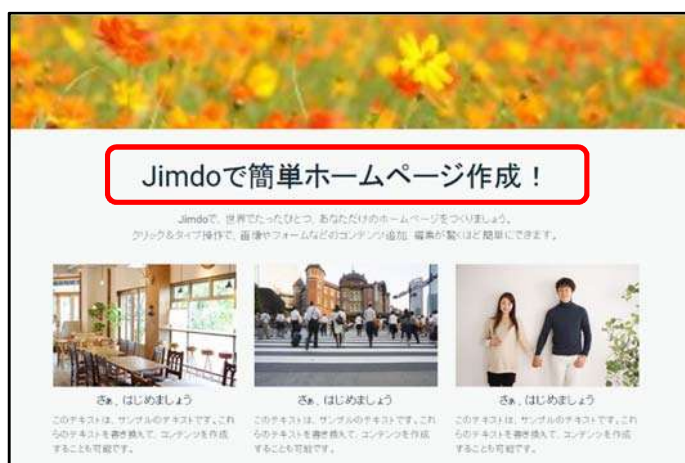 Jimdoで簡単ホームページ作成！
Jimdoで、世界でたったひとつ、あなただけのホームページをつくりましょう。
クリック&タイプ操作で、画像やフォームなどのコンテンツ追加、編集が驚くほど簡単にできます。
さぁ、はじめましょう
このテキストは、サンプルのテキストです。これ
らのテキストを書き換えて、コンテンツを作成
することも可能です。
さぁ、はじめましょう
このテキストは、サンプルのテキストです。これ
らのテキストを書き換えて、コンテンツを作成
することも可能です。
さぁ、はじめましょう
このテキストは、サンプルのテキストです。これ
らのテキストを書き換えて、コンテンツを作成
することも可能です。